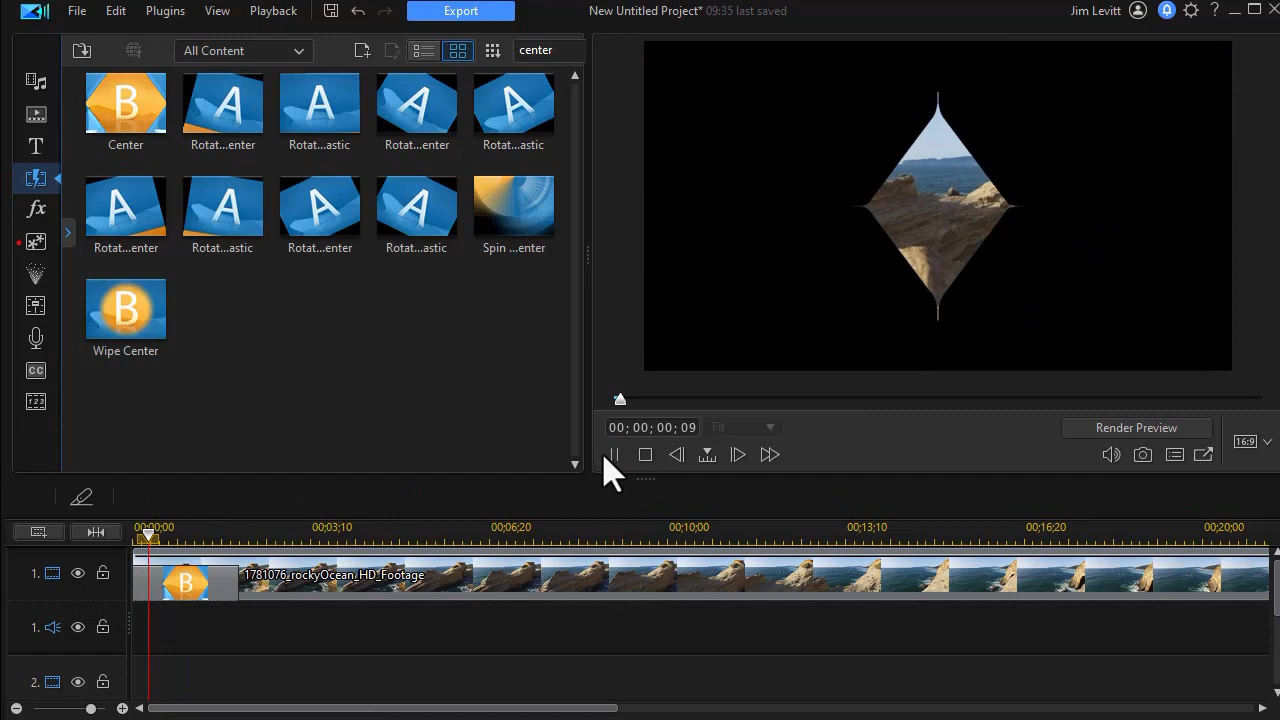 File Edit Plugins View Playback Export New Untitled Project* 09:35 last saved Jim Levitt ?
All Content center
B A A A A
Center Rotat...enter Rotat...astic Rotat...enter Rotat...astic
A A A A
Rotat...enter Rotat...astic Rotat...enter Rotat...astic Spin ...enter
B
Wipe Center
T
fx
CC
123
00; 00; 00; 09 Fit Render Preview
16:9
00;00;00 00;03;10 00;06;20 00;10;00 00;13;10 00;16;20 00;20;00
1. B 1781076_rockyOcean_HD_Footage
1.
2.